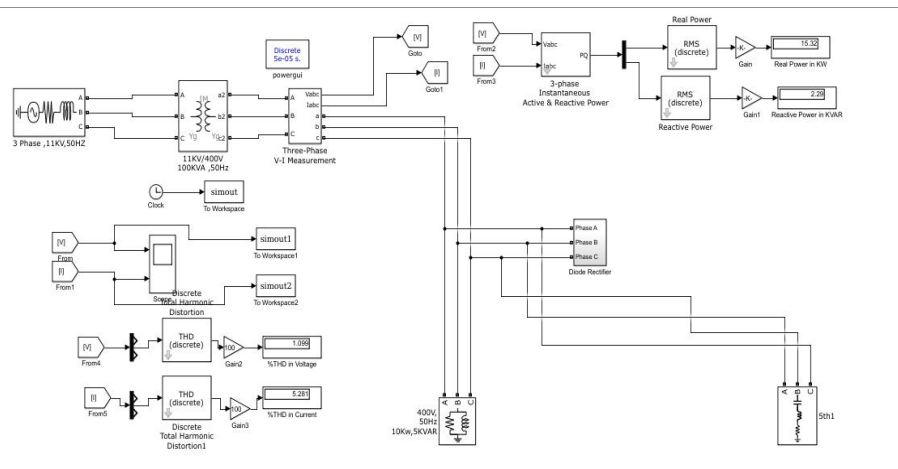 [V]
Goto
[I]
Goto1
Discrete
5e-05 s.
powergui
[V]
From2
[I]
From3
Vabc
Iabc
PQ
3-phase
Instantaneous
Active & Reactive Power
Real Power
RMS
(discrete)
-K-
Gain
15.32
Real Power in KW
RMS
(discrete)
Reactive Power
-K-
Gain1
2.29
Reactive Power in KVAR
A
B
C
3 Phase ,11KV,50HZ
A
B
C
a2
b2
c2
Yg
Yg
11KV/400V
100KVA ,50Hz
A
B
C
Vabc
Iabc
a
b
c
Three-Phase
V-I Measurement
Clock
simout
To Workspace
[V]
From
[I]
From1
Scope
simout1
To Workspace1
simout2
To Workspace2
Phase A
Phase B
Phase C
Diode Rectifier
Discrete
Total Harmonic
Distortion
[V]
From4
THD
(discrete)
100
Gain2
1.099
%THD in Voltage
[I]
From5
THD
(discrete)
100
Gain3
5.281
%THD in Current
Discrete
Total Harmonic
Distortion1
A
B
C
400V,
50Hz
10Kw,5KVAR
A
B
C
5th1